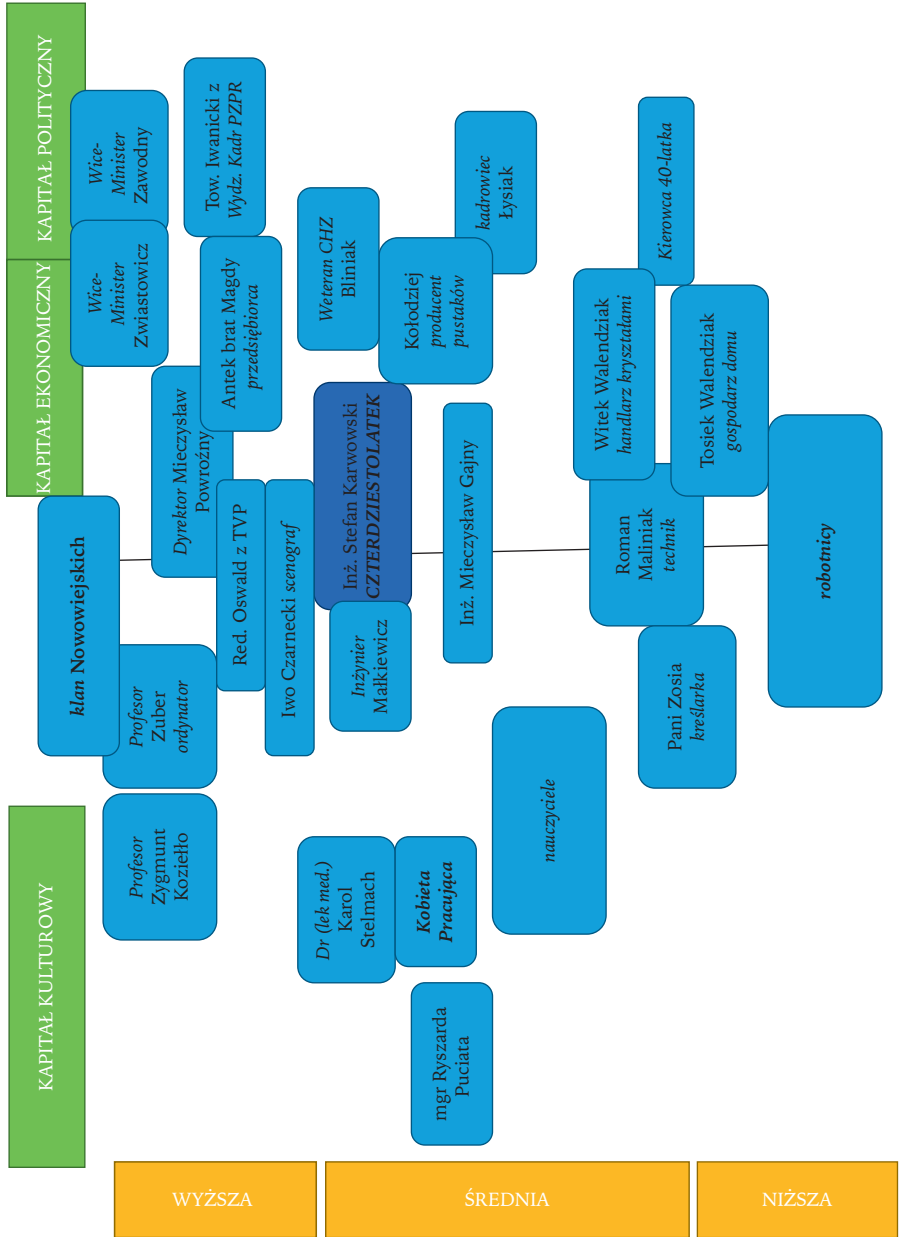 KAPITAŁ KULTUROWY
KAPITAŁ EKONOMICZNY
KAPITAŁ POLITYCZNY
WYŻSZA
ŚREDNIA
NIŻSZA
klan Nowowiejskich
Wice-
Minister
Zwiastowicz
Wice-
Minister
Zawodny
Profesor
Zygmunt
Koziełło
Profesor
Zuber
ordynator
Dyrektor Mieczysław
Powroźny
Tow. Iwanicki z
Wydz. Kadr PZPR
Antek brat Magdy
przedsiębiorca
Red. Oswald z TVP
Iwo Czarnecki scenograf
Dr (lek med.)
Karol
Stelmach
Inżynier
Małkiewicz
Inż. Stefan Karwowski
CZTERDZIESTOLATEK
Weteran CHZ
Bliniak
Kołodziej
producent
pustaków
Kobieta
Pracująca
mgr Ryszarda
Puciata
Inż. Mieczysław Gajny
kadrowiec
Łysiak
nauczyciele
Witek Walendziak
handlarz kryształami
Roman
Maliniak
technik
Pani Zosia
kreślarka
Kierowca 40-latka
Tosiek Walendziak
gospodarz domu
robotnicy